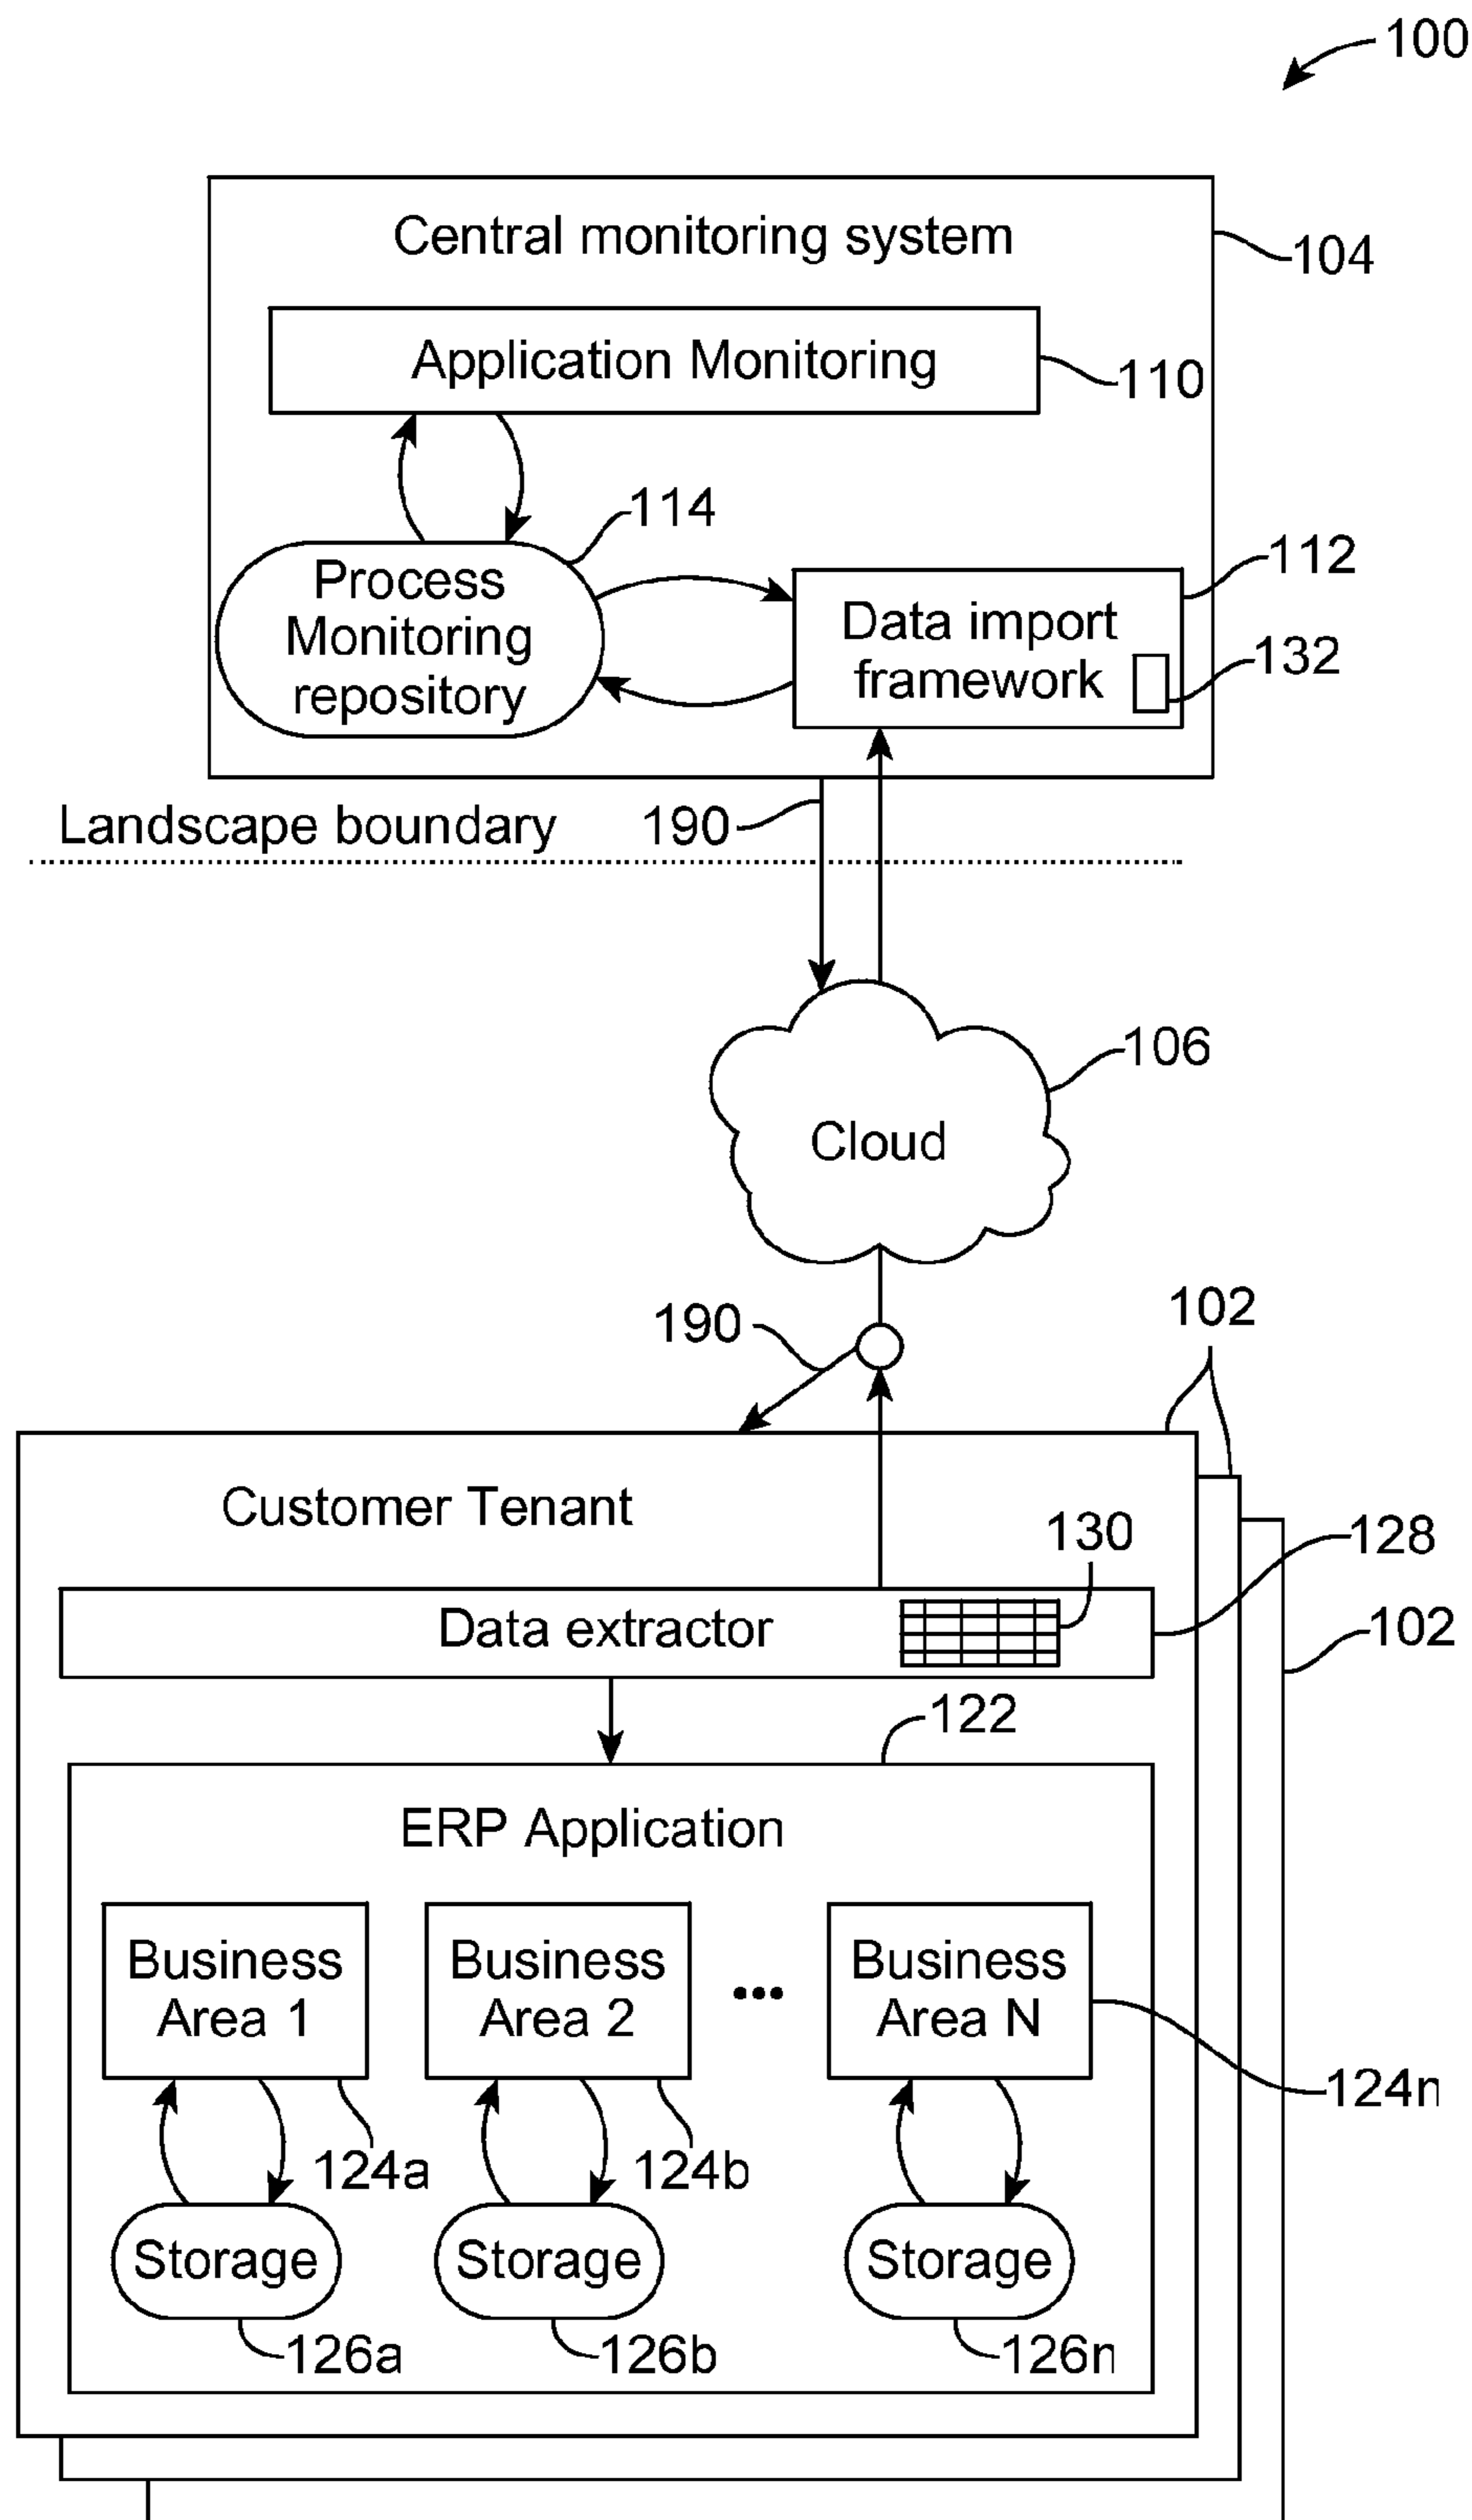 100
Central monitoring system
104
Application Monitoring
110
114
Process
Monitoring
repository
112
Data import
framework
132
Landscape boundary
190
106
Cloud
190
102
Customer Tenant
130
128
Data extractor
102
122
ERP Application
Business
Area 1
Business
Area 2
•••
Business
Area N
124n
124a
124b
Storage
Storage
Storage
126a
126b
126n